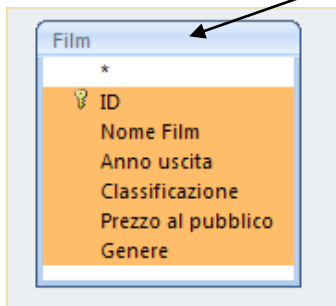 Film
*
ID
Nome Film
Anno uscita
Classificazione
Prezzo al pubblico
Genere